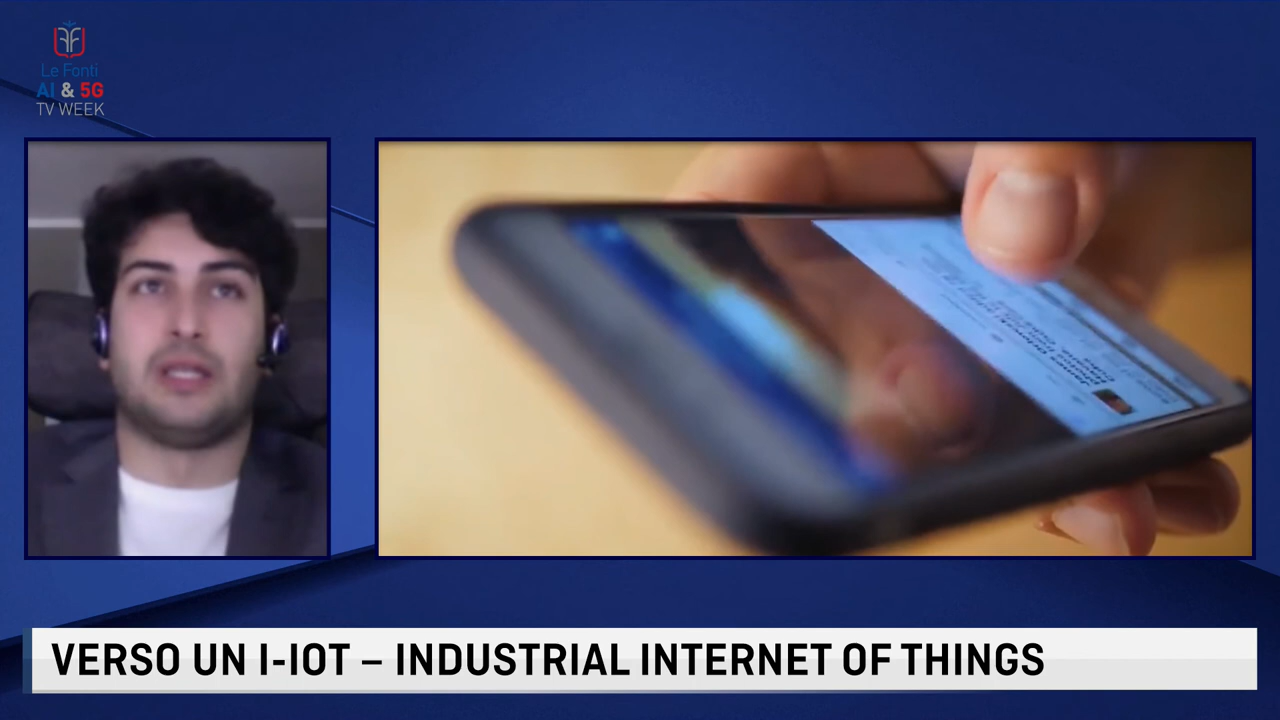 Le Fonti
AI & 5G
TV WEEK
VERSO UN I-IOT – INDUSTRIAL INTERNET OF THINGS